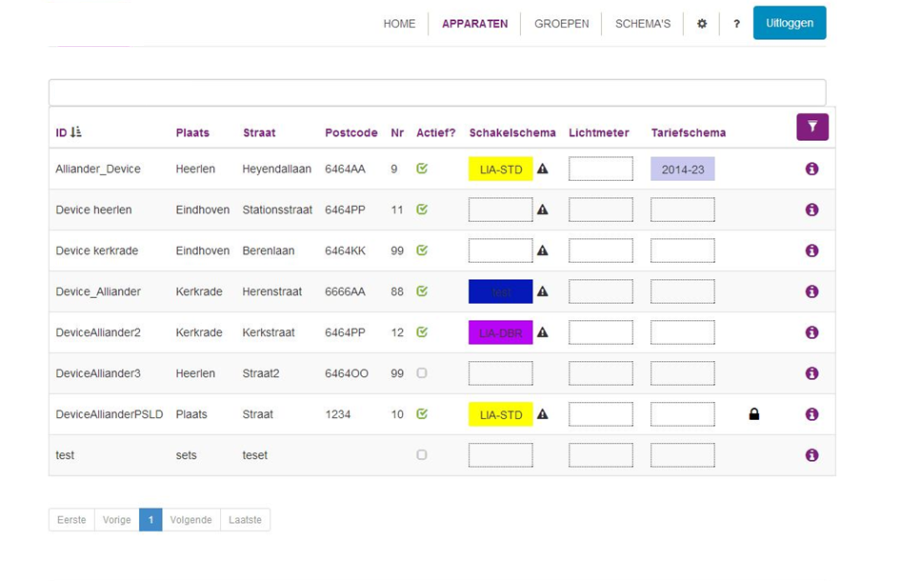 HOME APPARATEN GROEPEN SCHEMA'S ? Uitloggen
ID Plaats Straat Postcode Nr Actief? Schakelschema Lichtmeter Tariefschema
Alliander_Device Heerlen Heyendallaan 6464AA 9 LIA-STD 2014-23
Device heerlen Eindhoven Stationsstraat 6464PP 11
Device kerkrade Eindhoven Berenlaan 6464KK 99
Device_Alliander Kerkrade Herenstraat 6666AA 88 test
DeviceAlliander2 Kerkrade Kerkstraat 6464PP 12 LIA-DBR
DeviceAlliander3 Heerlen Straat2 6464OO 99
DeviceAllianderPSLD Plaats Straat 1234 10 LIA-STD
test sets teset
Eerste Vorige 1 Volgende Laatste